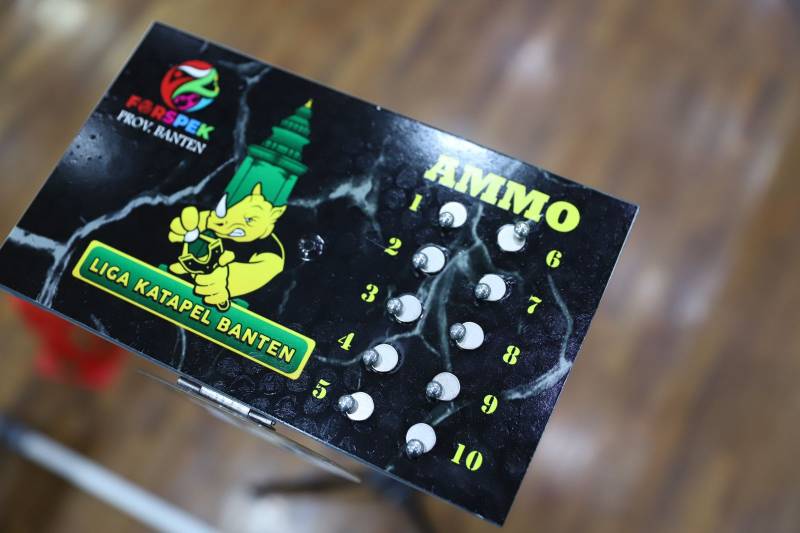 FORSPEK
PROV. BANTEN
LIGA KATAPEL BANTEN
AMMO
1
2
3
4
5
6
7
8
9
10